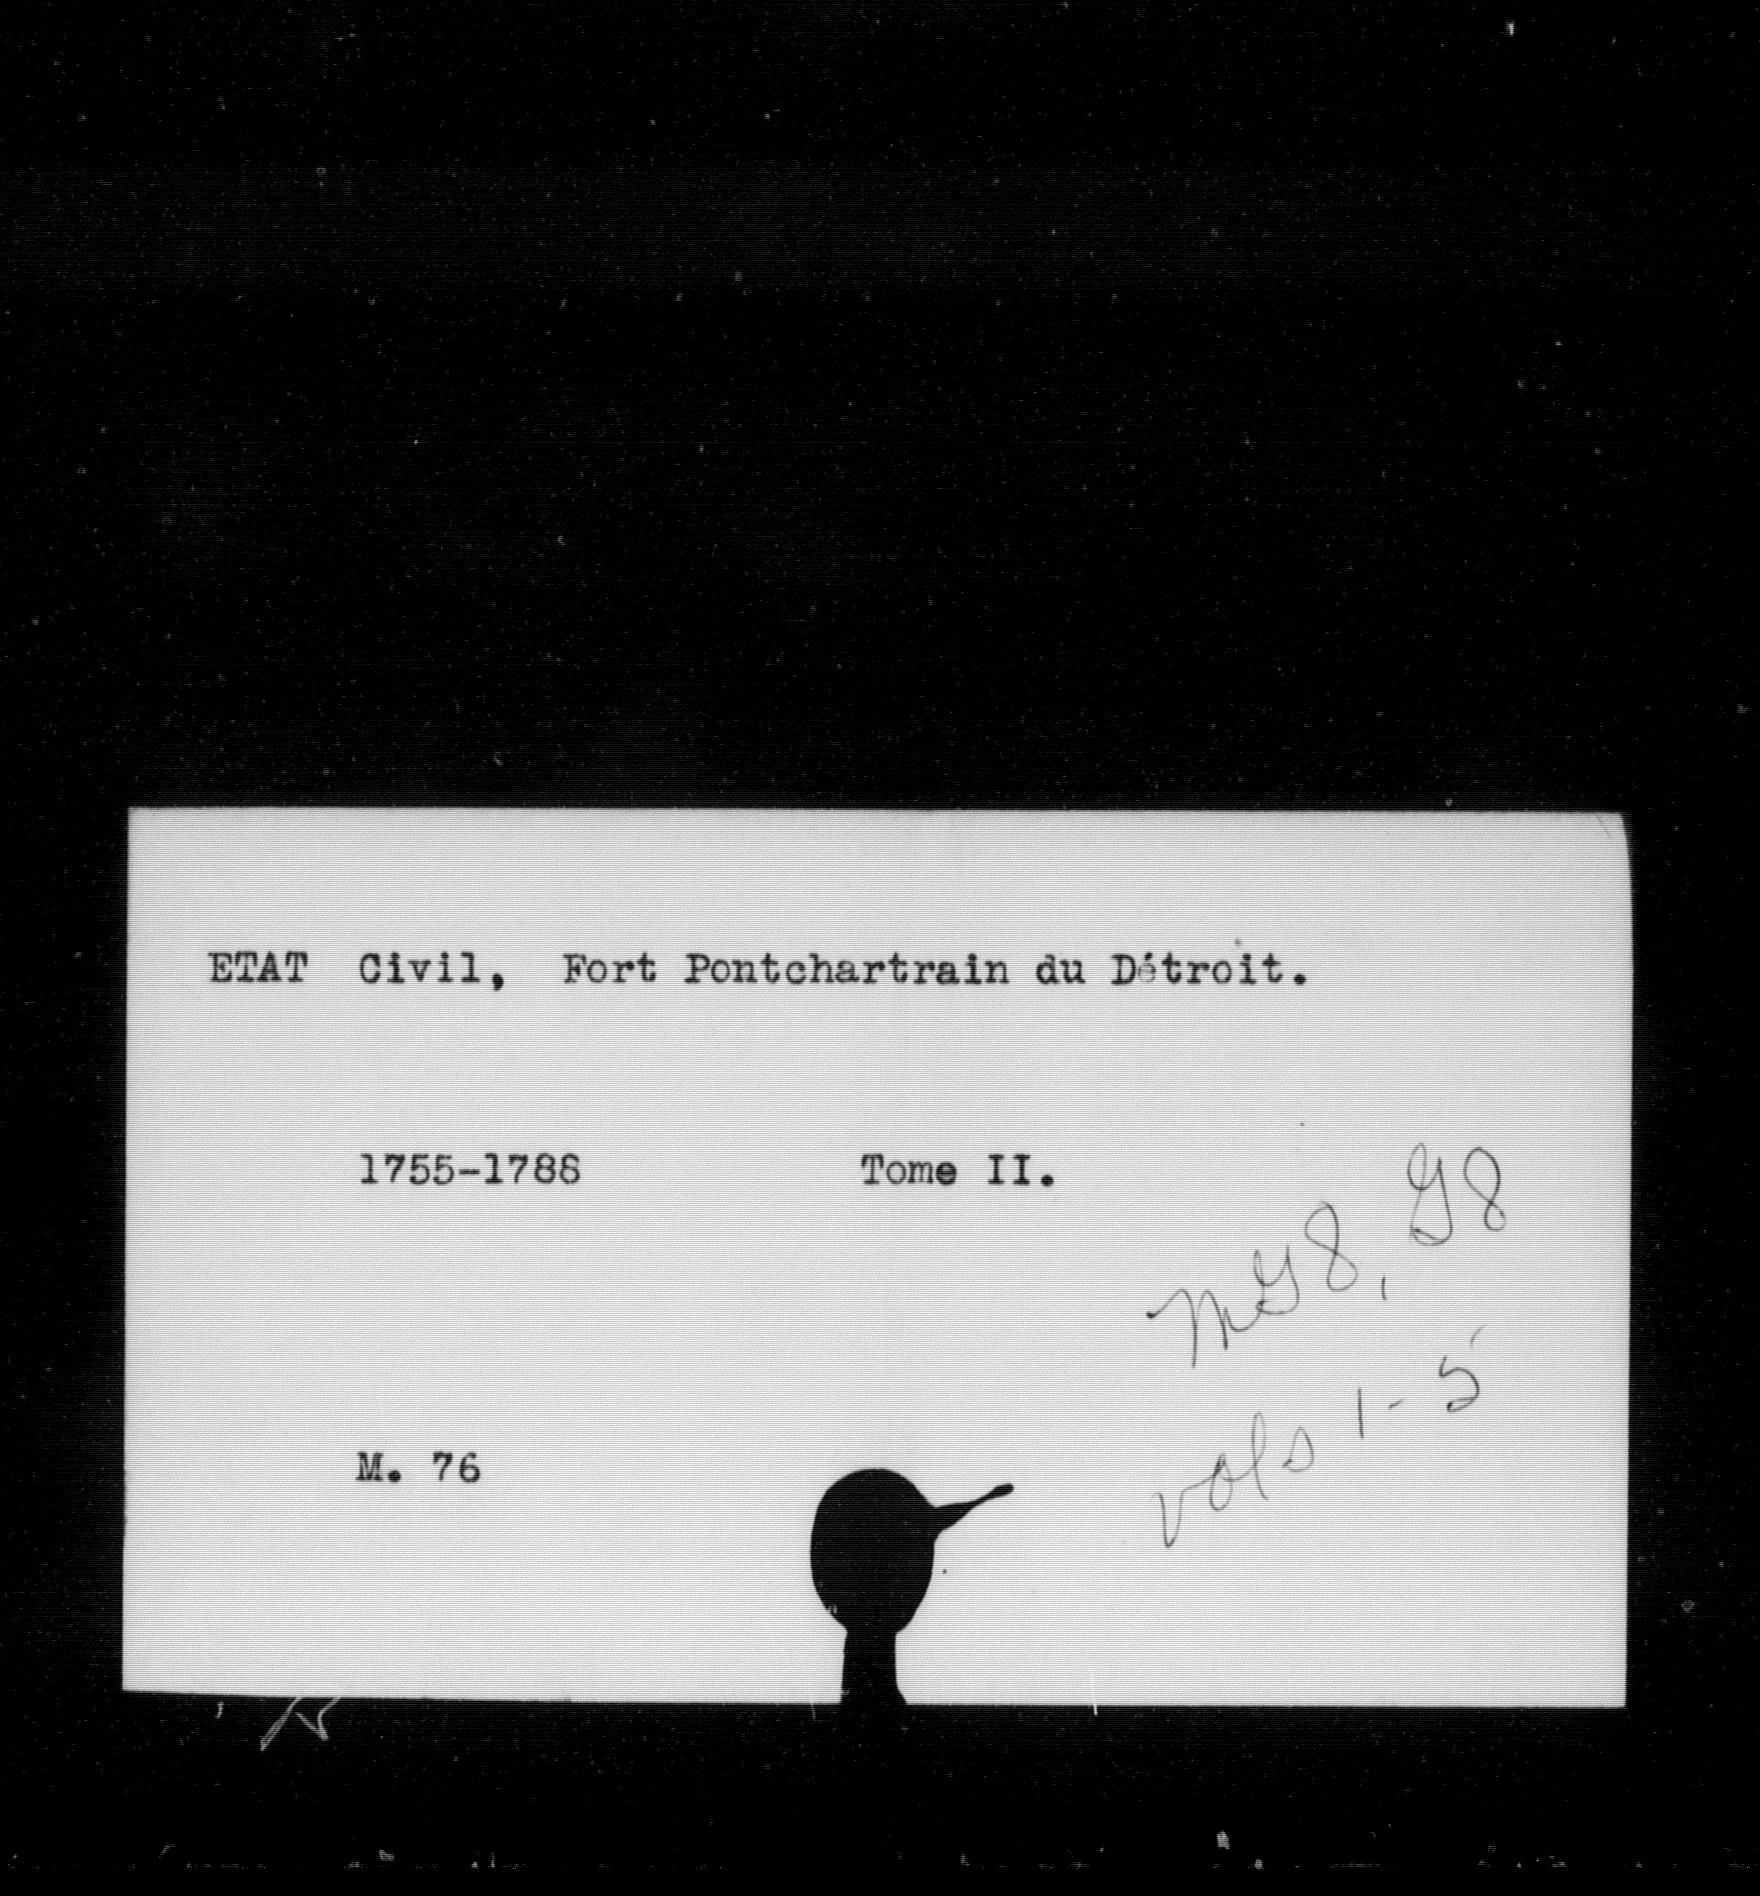 ETAT Civil, Fort Pontchartrain du Détroit.
1755-1788 Tome II.
MG8, G8
vols 1-5
M. 76